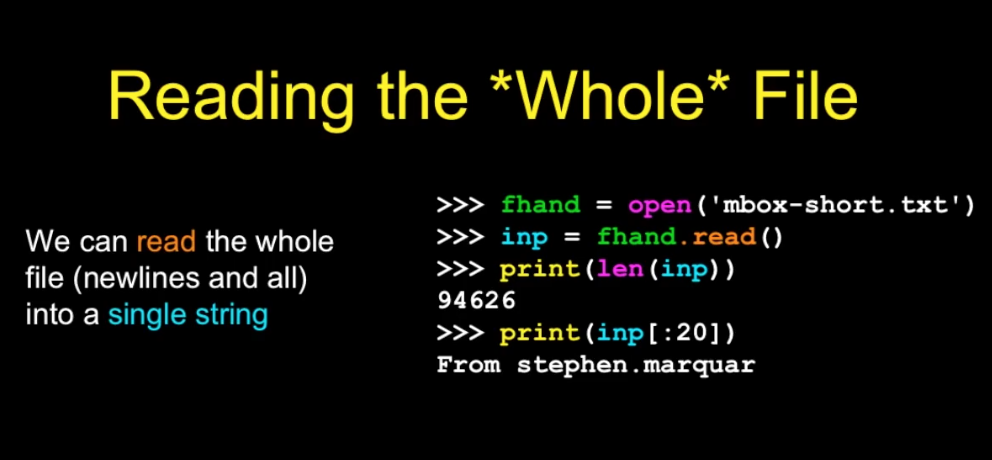 Reading the *Whole* File
We can read the whole
file (newlines and all)
into a single string
>>> fhand = open('mbox-short.txt')
>>> inp = fhand.read()
>>> print(len(inp))
94626
>>> print(inp[:20])
From stephen.marquar